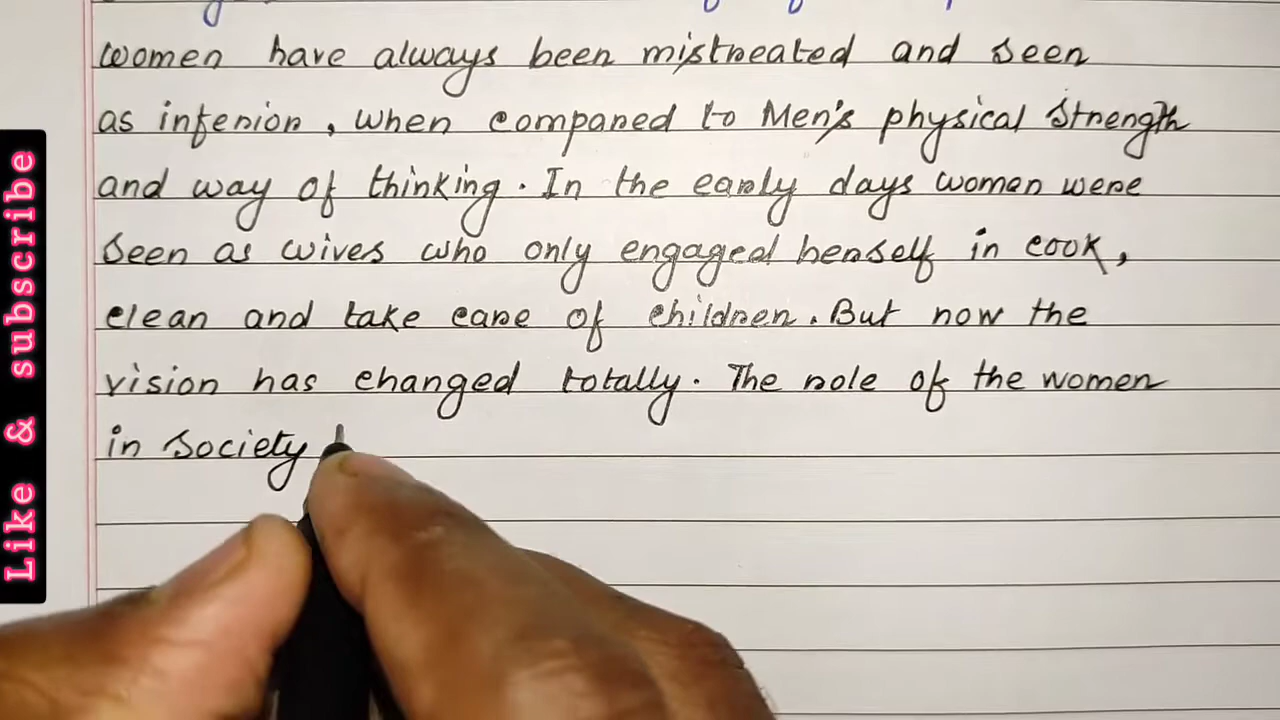 women have always been mistreated and seen
as inferior, when compared to Men's physical strength
and way of thinking. In the early days women were
seen as wives who only engaged herself in cook,
clean and take care of children. But now the
vision has changed totally. The role of the women
in society
Like & subscribe